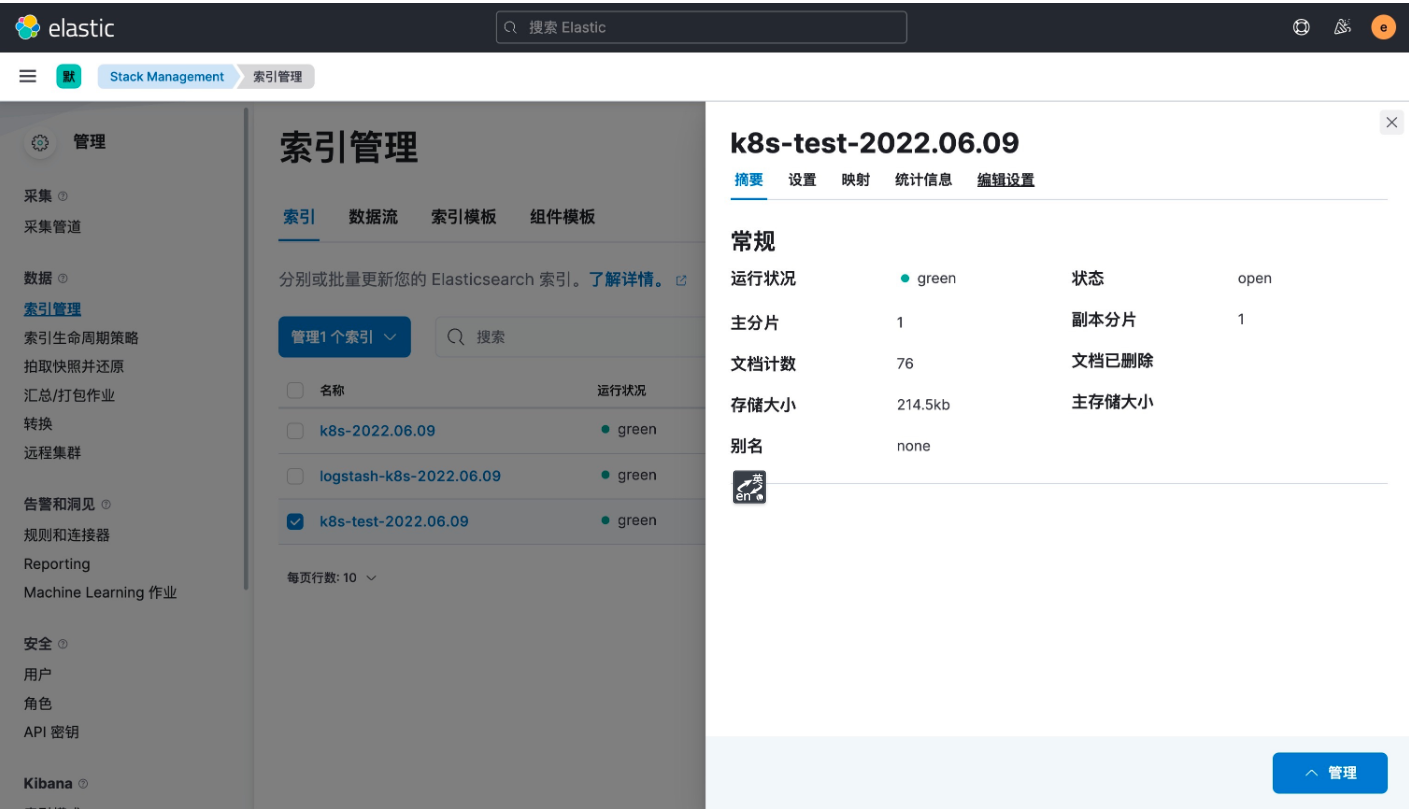 elastic
搜索 Elastic
e
默
Stack Management
索引管理
管理
采集
采集管道
数据
索引管理
索引生命周期策略
拍取快照并还原
汇总/打包作业
转换
远程集群
告警和洞见
规则和连接器
Reporting
Machine Learning 作业
安全
用户
角色
API 密钥
Kibana
索引管理
索引 数据流 索引模板 组件模板
分别或批量更新您的 Elasticsearch 索引。了解详情。
管理1 个索引
搜索
名称 运行状况
k8s-2022.06.09 green
logstash-k8s-2022.06.09 green
k8s-test-2022.06.09 green
每页行数: 10
k8s-test-2022.06.09
摘要 设置 映射 统计信息 编辑设置
常规
运行状况 green 状态 open
主分片 1 副本分片 1
文档计数 76 文档已删除
存储大小 214.5kb 主存储大小
别名 none
英
en
管理